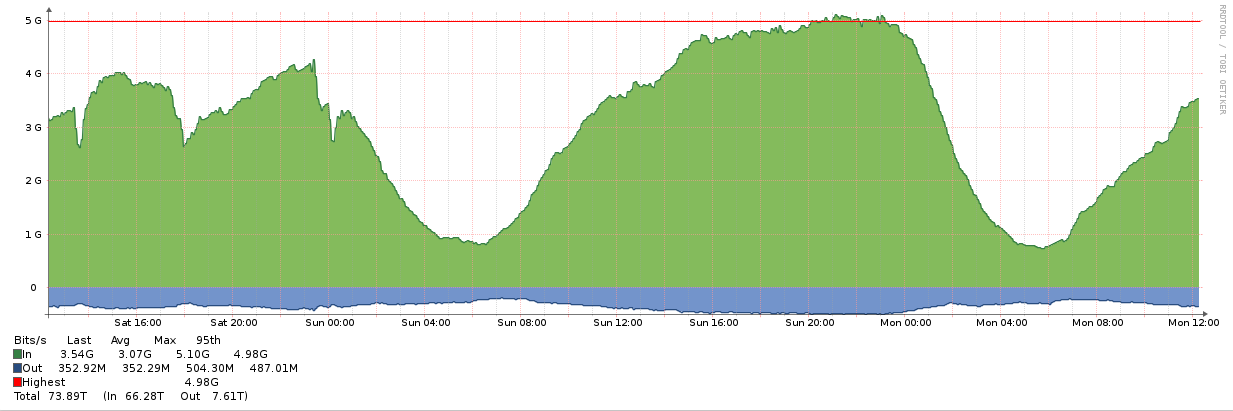 5 G
4 G
3 G
2 G
1 G
0
Sat 16:00 Sat 20:00 Sun 00:00 Sun 04:00 Sun 08:00 Sun 12:00 Sun 16:00 Sun 20:00 Mon 00:00 Mon 04:00 Mon 08:00 Mon 12:00
RRDTOOL / TOBI OETIKER
Bits/s Last Avg Max 95th
In 3.54G 3.07G 5.10G 4.98G
Out 352.92M 352.29M 504.30M 487.01M
Highest 4.98G
Total 73.89T (In 66.28T Out 7.61T)